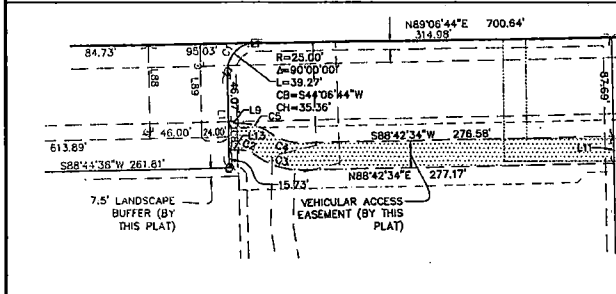 N89°06'44"E 700.64'
314.98'
84.73'
95.03'
R=25.00'
Δ=90°00'00"
L=39.27'
CB=S44°06'44"W
CH=35.36'
L88
L89
46.07'
87.69'
L9
C5
46.00'
24.00'
L13
C2
C4
C3
S88°42'34"W 276.58'
L11
613.89'
S88°44'38"W 261.81'
N88°42'34"E 277.17'
15.73'
7.5' LANDSCAPE
BUFFER (BY
THIS PLAT)
VEHICULAR ACCESS
EASEMENT (BY THIS
PLAT)